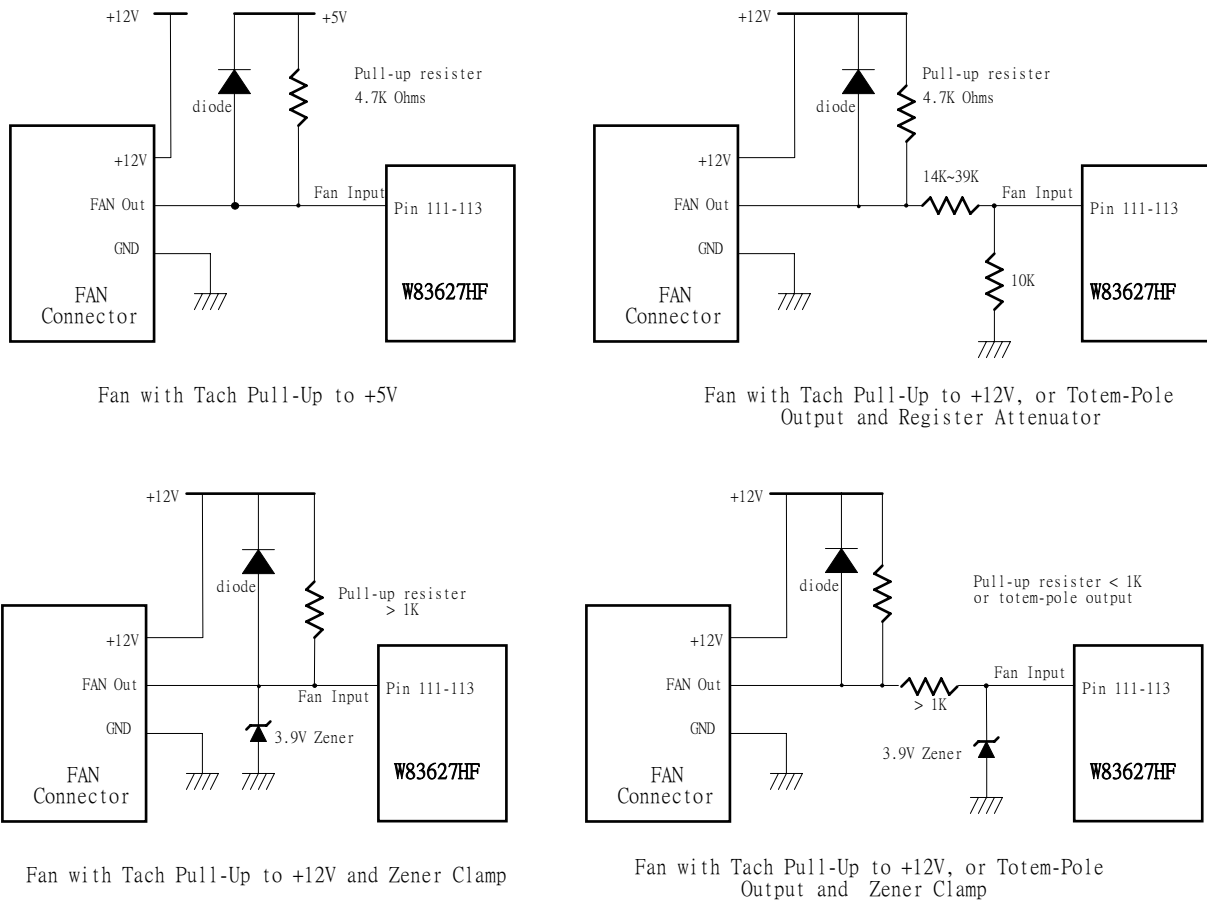 +12V
+5V
Pull-up resister
4.7K Ohms
diode
+12V
FAN Out
Fan Input
Pin 111-113
GND
W83627HF
FAN
Connector
Fan with Tach Pull-Up to +5V
+12V
Pull-up resister
4.7K Ohms
diode
+12V
14K~39K
FAN Out
Fan Input
Pin 111-113
GND
10K
W83627HF
FAN
Connector
Fan with Tach Pull-Up to +12V, or Totem-Pole
Output and Register Attenuator
+12V
diode
Pull-up resister
> 1K
+12V
FAN Out
Fan Input
Pin 111-113
GND
3.9V Zener
W83627HF
FAN
Connector
Fan with Tach Pull-Up to +12V and Zener Clamp
+12V
diode
Pull-up resister < 1K
or totem-pole output
+12V
FAN Out
Fan Input
Pin 111-113
> 1K
GND
3.9V Zener
W83627HF
FAN
Connector
Fan with Tach Pull-Up to +12V, or Totem-Pole
Output and Zener Clamp